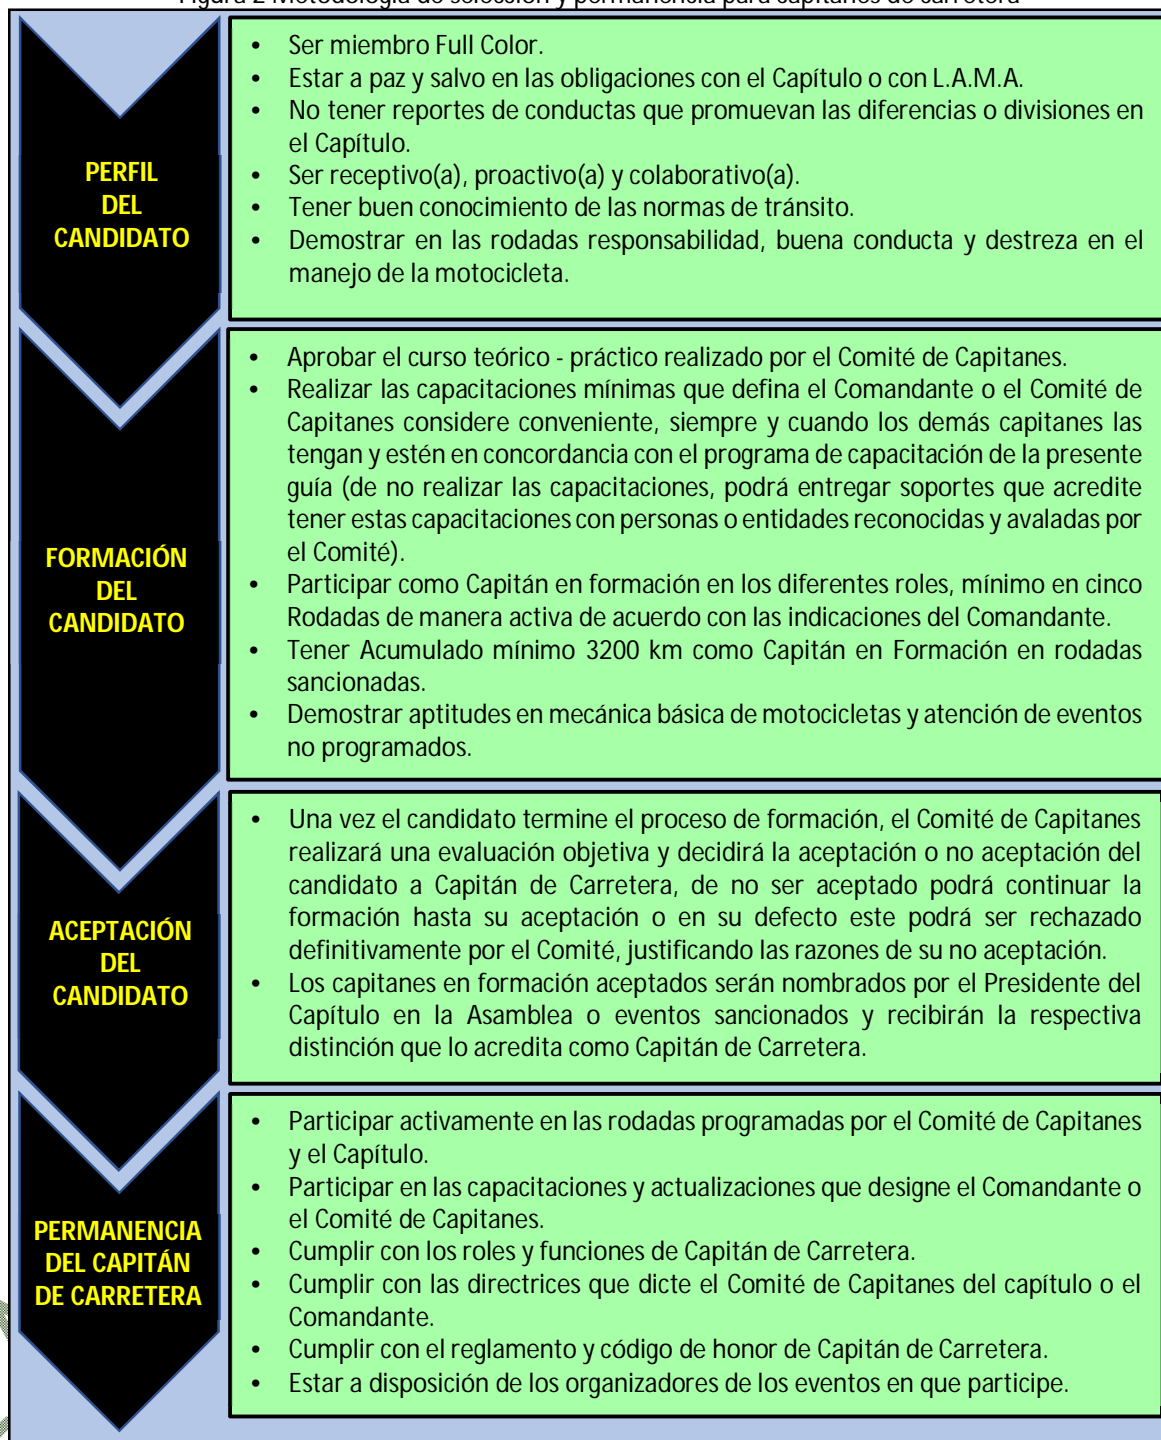 Figura 2 Metodología de selección y permanencia para capitanes de carretera
PERFIL
DEL
CANDIDATO
• Ser miembro Full Color.
• Estar a paz y salvo en las obligaciones con el Capítulo o con L.A.M.A.
• No tener reportes de conductas que promuevan las diferencias o divisiones en
el Capítulo.
• Ser receptivo(a), proactivo(a) y colaborativo(a).
• Tener buen conocimiento de las normas de tránsito.
• Demostrar en las rodadas responsabilidad, buena conducta y destreza en el
manejo de la motocicleta.
FORMACIÓN
DEL
CANDIDATO
• Aprobar el curso teórico - práctico realizado por el Comité de Capitanes.
• Realizar las capacitaciones mínimas que defina el Comandante o el Comité de
Capitanes considere conveniente, siempre y cuando los demás capitanes las
tengan y estén en concordancia con el programa de capacitación de la presente
guía (de no realizar las capacitaciones, podrá entregar soportes que acredite
tener estas capacitaciones con personas o entidades reconocidas y avaladas por
el Comité).
• Participar como Capitán en formación en los diferentes roles, mínimo en cinco
Rodadas de manera activa de acuerdo con las indicaciones del Comandante.
• Tener Acumulado mínimo 3200 km como Capitán en Formación en rodadas
sancionadas.
• Demostrar aptitudes en mecánica básica de motocicletas y atención de eventos
no programados.
ACEPTACIÓN
DEL
CANDIDATO
• Una vez el candidato termine el proceso de formación, el Comité de Capitanes
realizará una evaluación objetiva y decidirá la aceptación o no aceptación del
candidato a Capitán de Carretera, de no ser aceptado podrá continuar la
formación hasta su aceptación o en su defecto este podrá ser rechazado
definitivamente por el Comité, justificando las razones de su no aceptación.
• Los capitanes en formación aceptados serán nombrados por el Presidente del
Capítulo en la Asamblea o eventos sancionados y recibirán la respectiva
distinción que lo acredita como Capitán de Carretera.
PERMANENCIA
DEL CAPITÁN
DE CARRETERA
• Participar activamente en las rodadas programadas por el Comité de Capitanes
y el Capítulo.
• Participar en las capacitaciones y actualizaciones que designe el Comandante o
el Comité de Capitanes.
• Cumplir con los roles y funciones de Capitán de Carretera.
• Cumplir con las directrices que dicte el Comité de Capitanes del capítulo o el
Comandante.
• Cumplir con el reglamento y código de honor de Capitán de Carretera.
• Estar a disposición de los organizadores de los eventos en que participe.